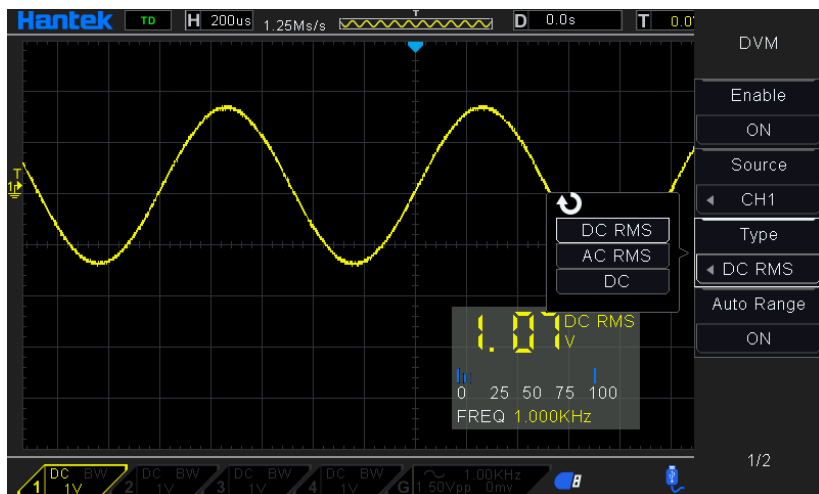 Hantek TD H 200us 1.25Ms/s T D 0.0s T 0.0
DVM
Enable
ON
Source
CH1
Type
DC RMS
Auto Range
ON
1/2
T
1
DC RMS
AC RMS
DC
1.07 DC RMS
V
0 25 50 75 100
FREQ 1.000KHz
1 DC BW 1V 2 DC BW 1V 3 DC BW 1V 4 DC BW 1V G 1.00KHz 1.50Vpp 0mv